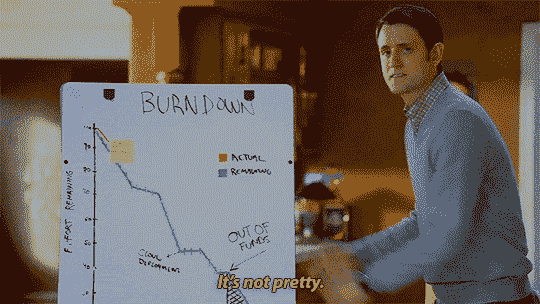 BURNDOWN
ACTUAL
REMAINING
EFFORT REMAINING
CLOUD
DEPLOYMENT
OUT OF
FUNDS
It's not pretty.